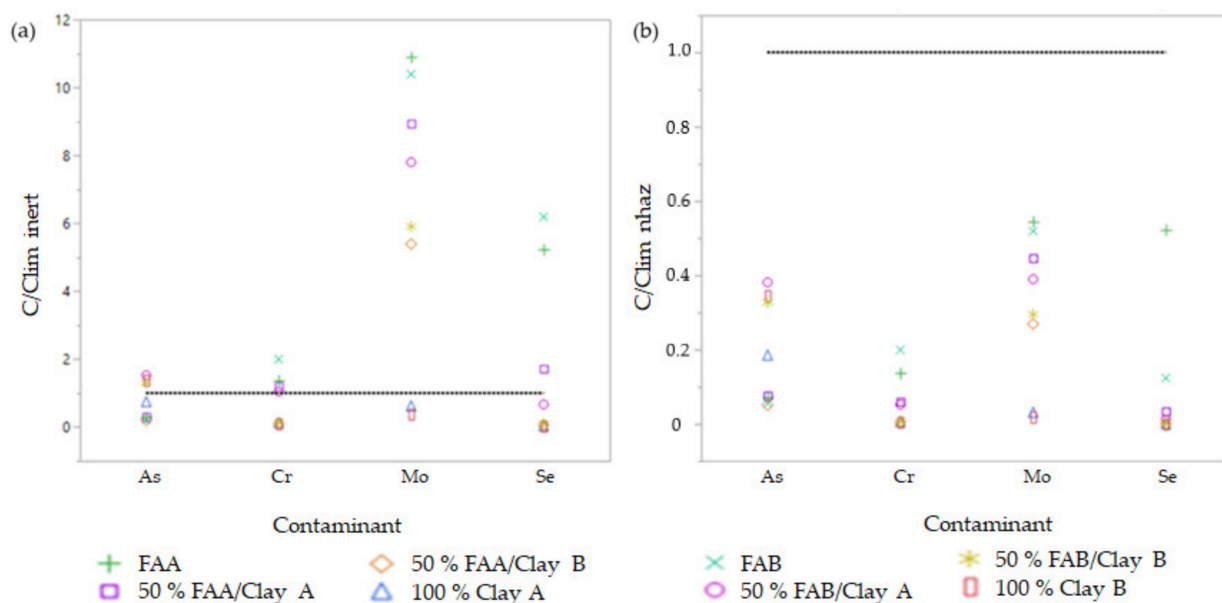 (a)
12
10
8
6
4
2
0
C/Clim inert
As Cr Mo Se
Contaminant
(b)
1.0
0.6
0.4
0.2
0
C/Clim nhaz
As Cr Mo Se
Contaminant
FAA
50 % FAA/Clay A
50 % FAA/Clay B
100 % Clay A
FAB
50 % FAB/Clay A
50 % FAB/Clay B
100 % Clay B